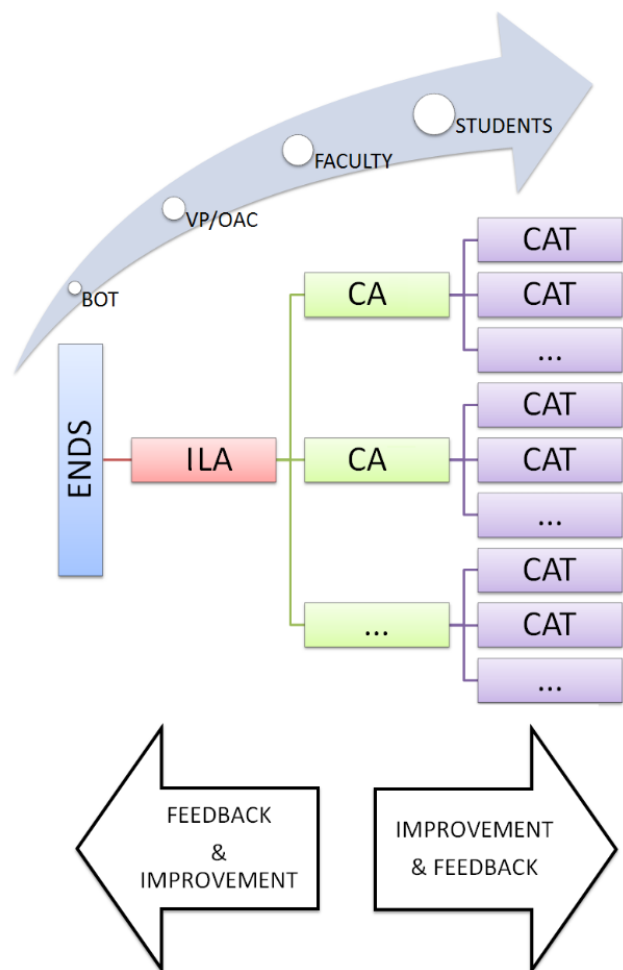 STUDENTS
FACULTY
VP/OAC
BOT
ENDS
ILA
CA
CA
...
CAT
CAT
...
CAT
CAT
...
CAT
CAT
...
FEEDBACK
&
IMPROVEMENT
IMPROVEMENT
& FEEDBACK